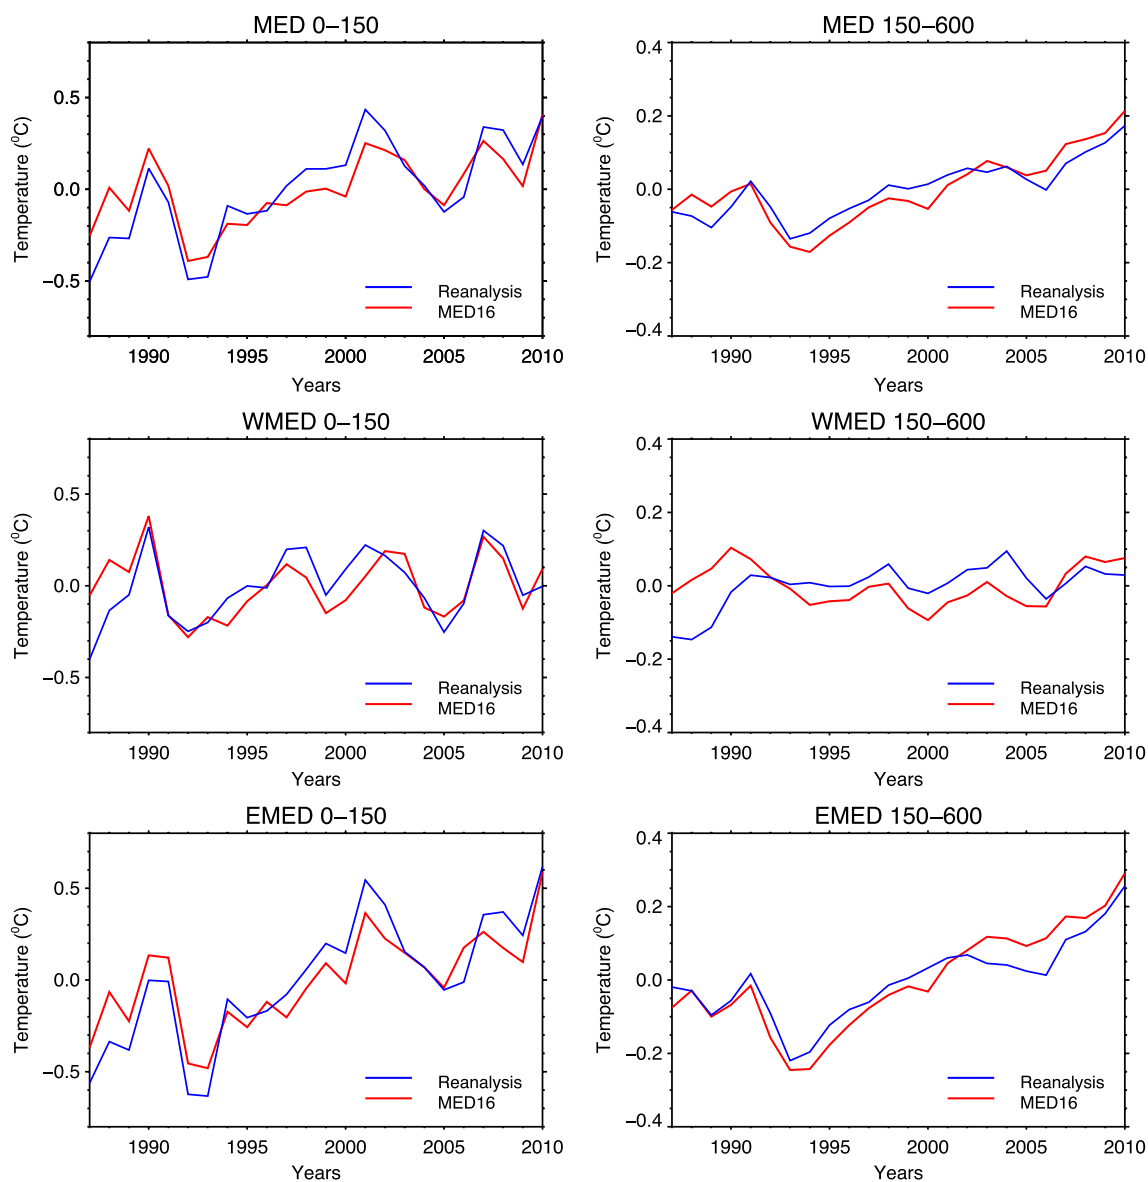 MED 0–150
Temperature (⁰C)
0.5
0.0
−0.5
Reanalysis
MED16
1990 1995 2000 2005 2010
Years
MED 150–600
Temperature (⁰C)
0.4
0.2
0.0
−0.2
−0.4
Reanalysis
MED16
1990 1995 2000 2005 2010
Years
WMED 0–150
Temperature (⁰C)
0.5
0.0
−0.5
Reanalysis
MED16
1990 1995 2000 2005 2010
Years
WMED 150–600
Temperature (⁰C)
0.4
0.2
0.0
−0.2
−0.4
Reanalysis
MED16
1990 1995 2000 2005 2010
Years
EMED 0–150
Temperature (⁰C)
0.5
0.0
−0.5
Reanalysis
MED16
1990 1995 2000 2005 2010
Years
EMED 150–600
Temperature (⁰C)
0.4
0.2
0.0
−0.2
−0.4
Reanalysis
MED16
1990 1995 2000 2005 2010
Years